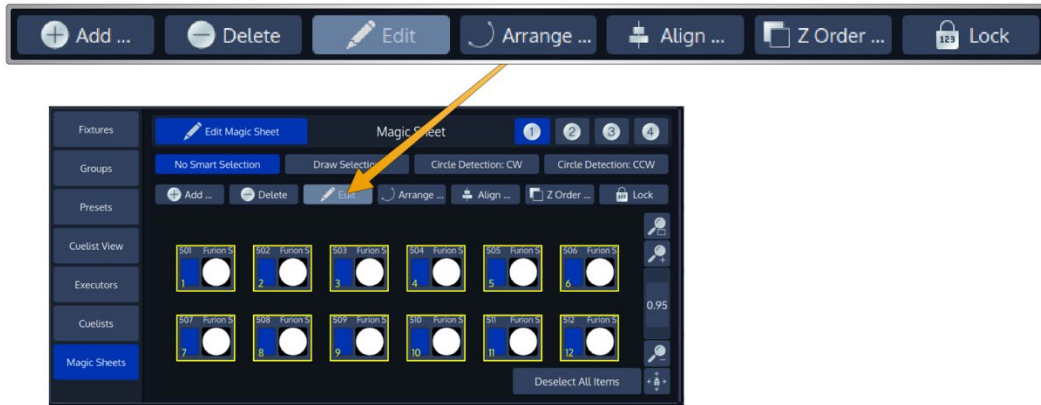 Add ... Delete Edit Arrange ... Align ... Z Order ... 123 Lock
Fixtures Edit Magic Sheet Magic Sheet 1 2 3 4
Groups No Smart Selection Draw Selection Circle Detection: CW Circle Detection: CCW
Presets Add ... Delete Edit Arrange ... Align ... Z Order ... Lock
Cuelist View
501 Furion S 502 Furion S 503 Furion S 504 Furion S 505 Furion S 506 Furion S
Executors 1 2 3 4 5 6
0.95
Cuelists 507 Furion S 508 Furion S 509 Furion S 510 Furion S 511 Furion S 512 Furion S
7 8 9 10 11 12
Magic Sheets
Deselect All Items